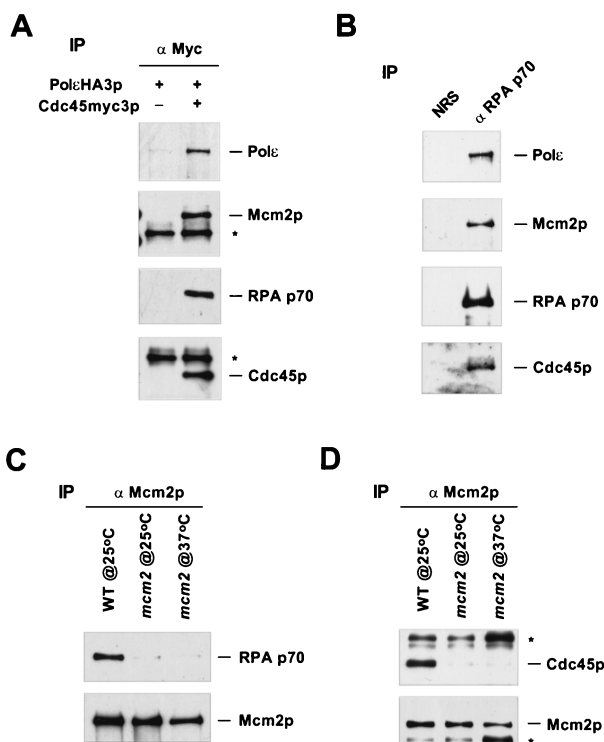 A
IP
α Myc
PolεHA3p + +
Cdc45myc3p – +
– Polε
– Mcm2p
*
– RPA p70
*
– Cdc45p
B
IP
NRS
α RPA p70
– Polε
– Mcm2p
– RPA p70
– Cdc45p
C
IP
α Mcm2p
WT @25°C
mcm2 @25°C
mcm2 @37°C
– RPA p70
– Mcm2p
D
IP
α Mcm2p
WT @25°C
mcm2 @25°C
mcm2 @37°C
*
– Cdc45p
– Mcm2p
*